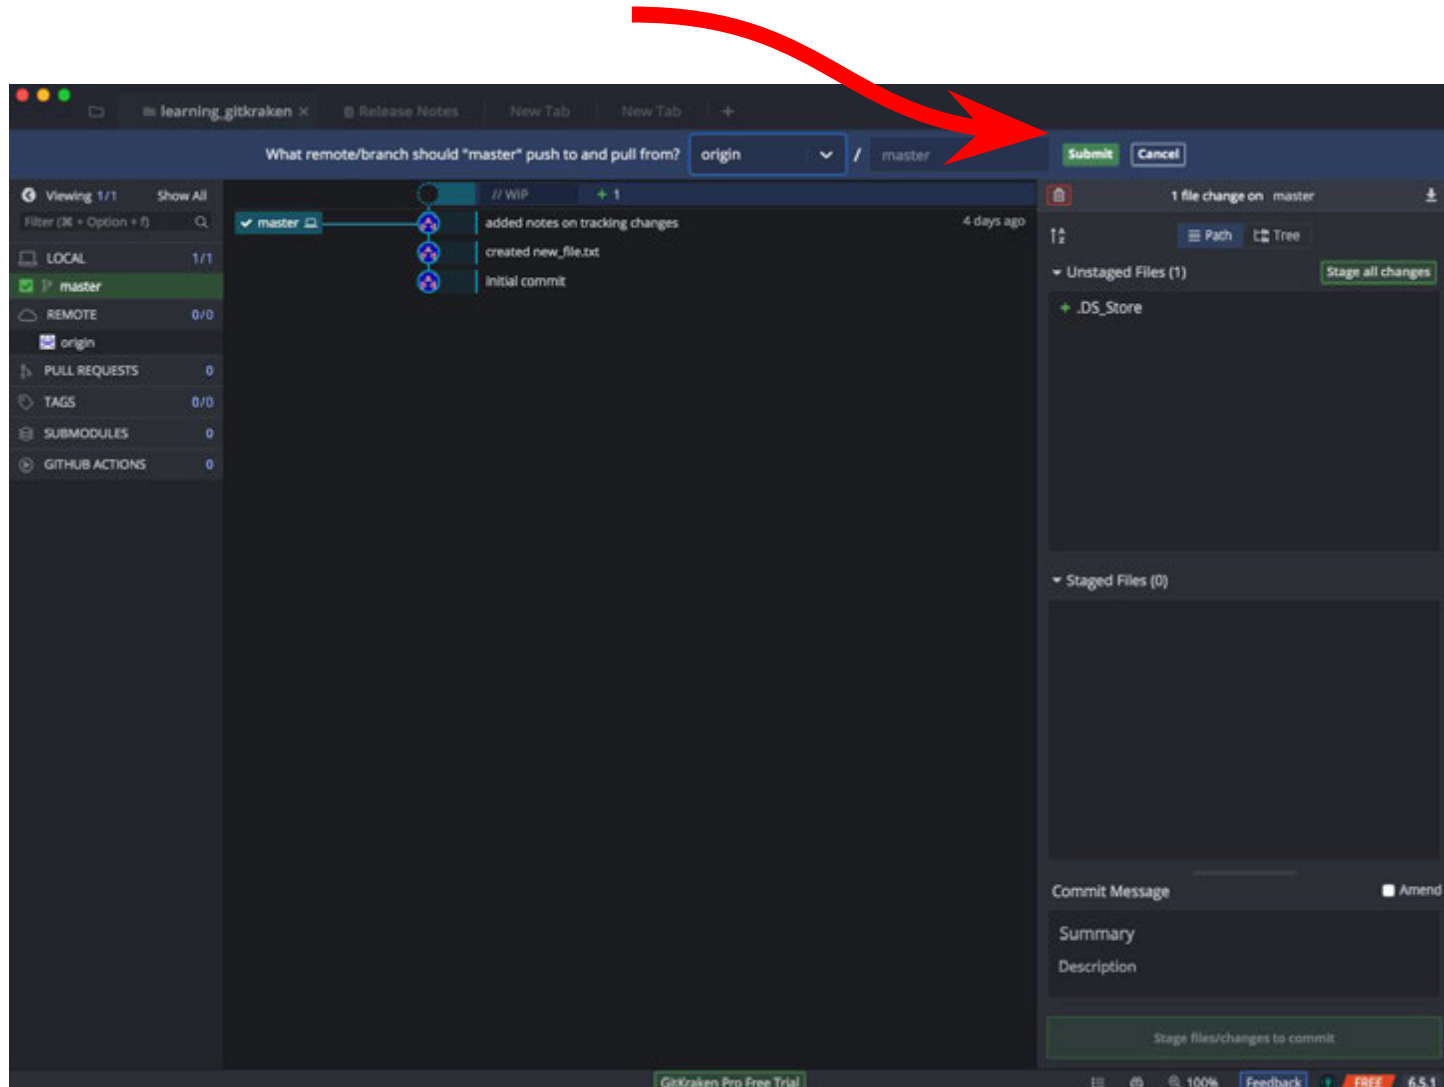 learning_gitkraken ×
Release Notes
New Tab
New Tab
+
What remote/branch should "master" push to and pull from?
origin
/
master
Submit
Cancel
Viewing 1/1
Show All
Filter (⌘ + Option + f)
LOCAL 1/1
master
REMOTE 0/0
origin
PULL REQUESTS 0
TAGS 0/0
SUBMODULES 0
GITHUB ACTIONS 0
// WIP + 1
master
added notes on tracking changes
4 days ago
created new_file.txt
initial commit
1 file change on master
Path
Tree
Unstaged Files (1)
Stage all changes
+ .DS_Store
Staged Files (0)
Commit Message
Amend
Summary
Description
Stage files/changes to commit
GitKraken Pro Free Trial
100%
Feedback
FREE
6.5.1